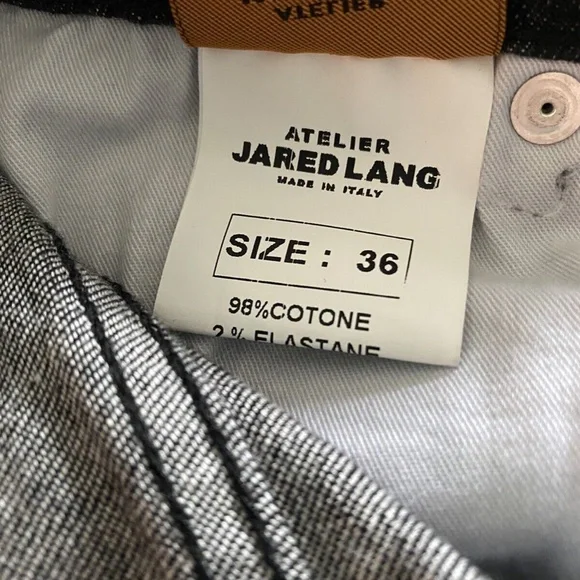 ATELIER
ATELIER
JARED LANG
MADE IN ITALY
SIZE : 36
98%COTONE
2 % ELASTANE